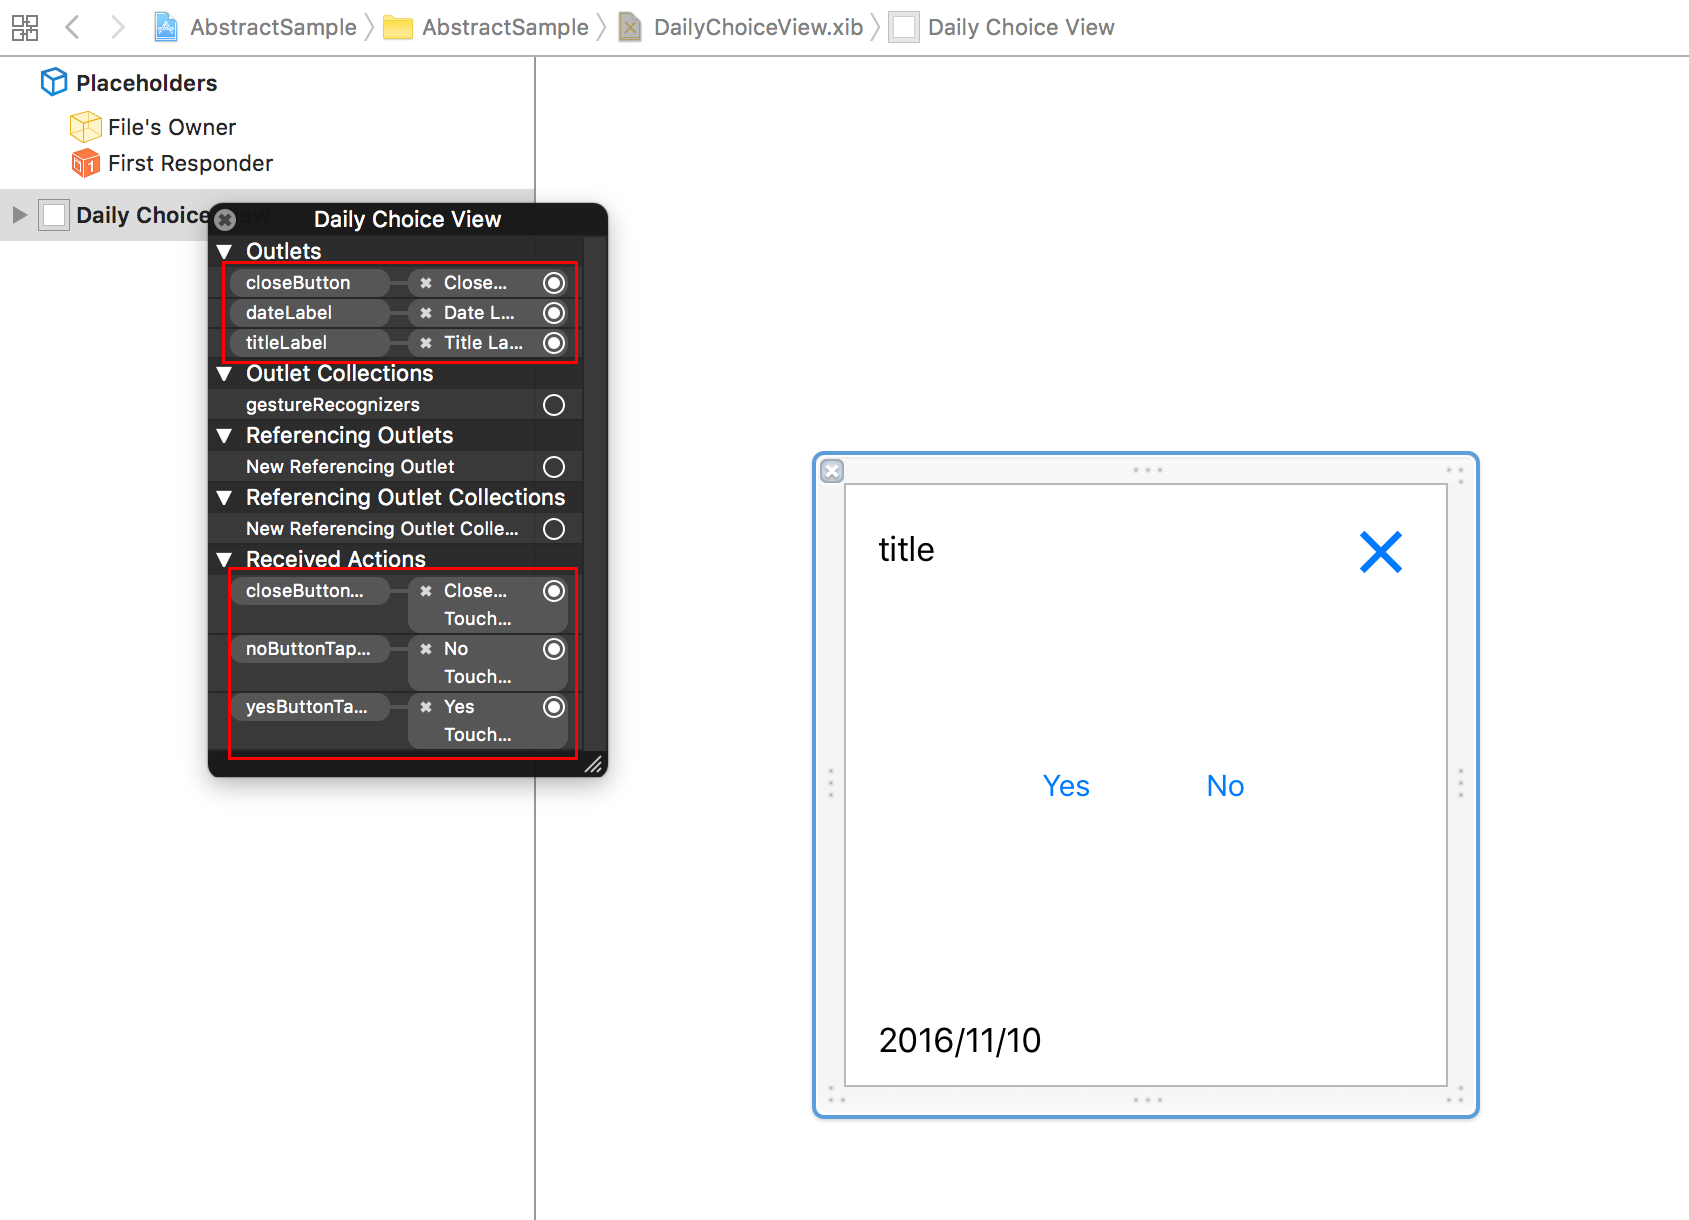 AbstractSample
AbstractSample
DailyChoiceView.xib
Daily Choice View
Placeholders
File's Owner
First Responder
Daily Choice
Daily Choice View
Outlets
closeButton
Close...
dateLabel
Date L...
titleLabel
Title La...
Outlet Collections
gestureRecognizers
Referencing Outlets
New Referencing Outlet
Referencing Outlet Collections
New Referencing Outlet Colle...
Received Actions
closeButton...
Close...
Touch...
noButtonTap...
No
Touch...
yesButtonTa...
Yes
Touch...
title
Yes
No
2016/11/10